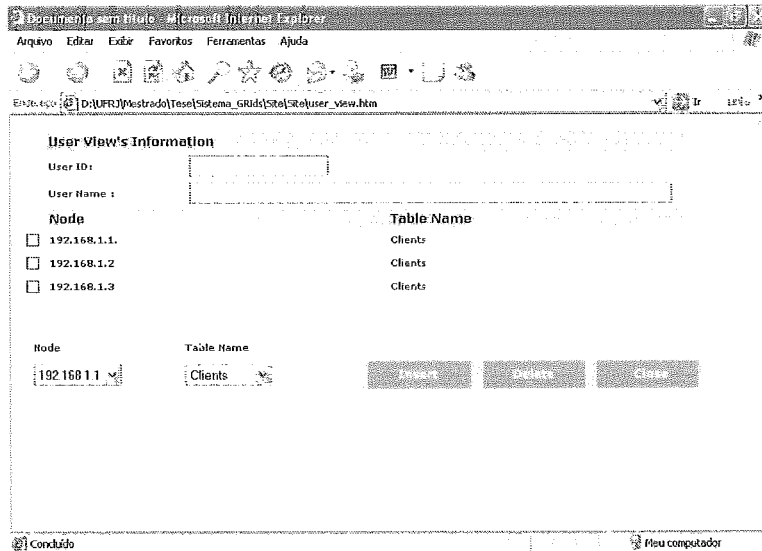 Documento sem título - Microsoft Internet Explorer
Arquivo Editar Exibir Favoritos Ferramentas Ajuda
Endereço D:\UFRJ\Mestrado\Tese\Sistema_GRIds\Site\Site\user_view.htm Ir
User View's Information
User ID:
User Name :
Node Table Name
192.168.1.1. Clients
192.168.1.2 Clients
192.168.1.3 Clients
Node Table Name
192.168.1.1 Clients Insert Delete Close
Concluído Meu computador